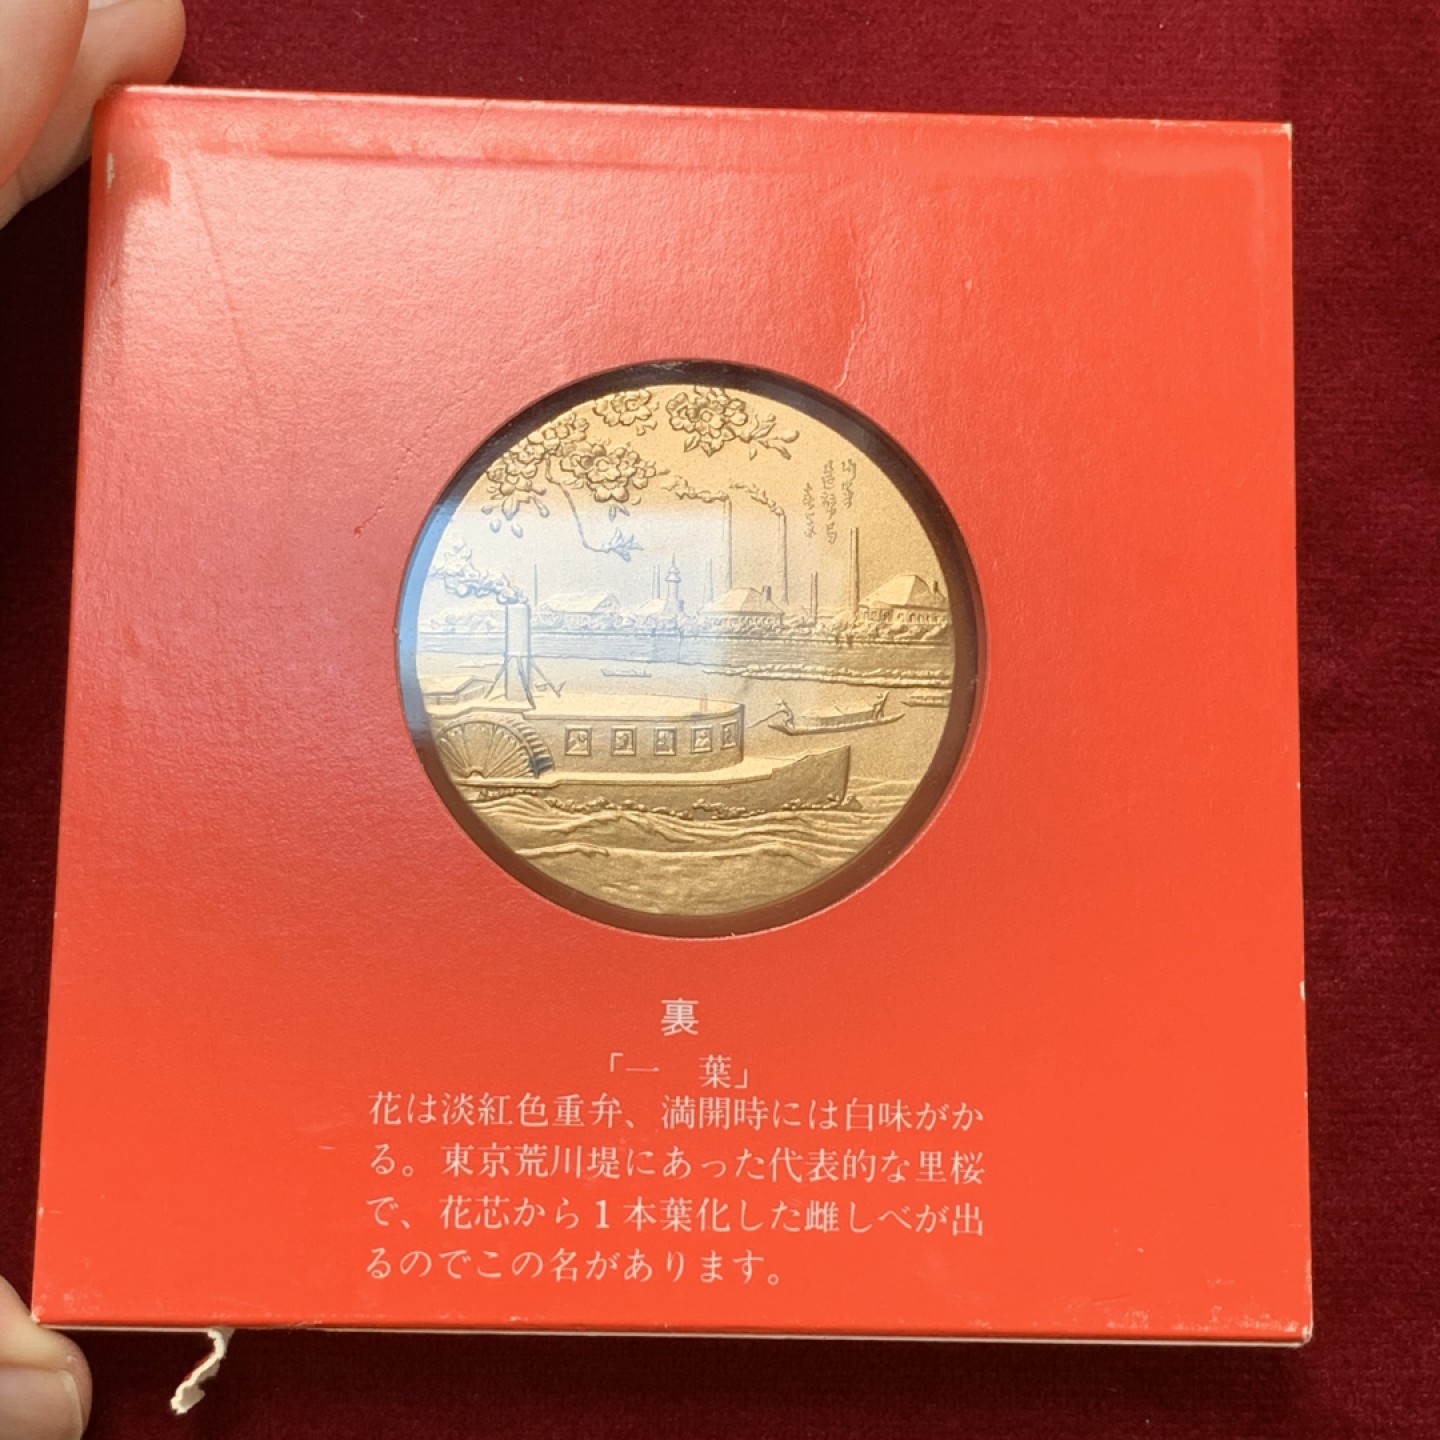 裏
「一 葉」
花は淡紅色重弁、満開時には白味がか
る。東京荒川堤にあった代表的な里桜
で、花芯から1本葉化した雌しべが出
るのでこの名があります。